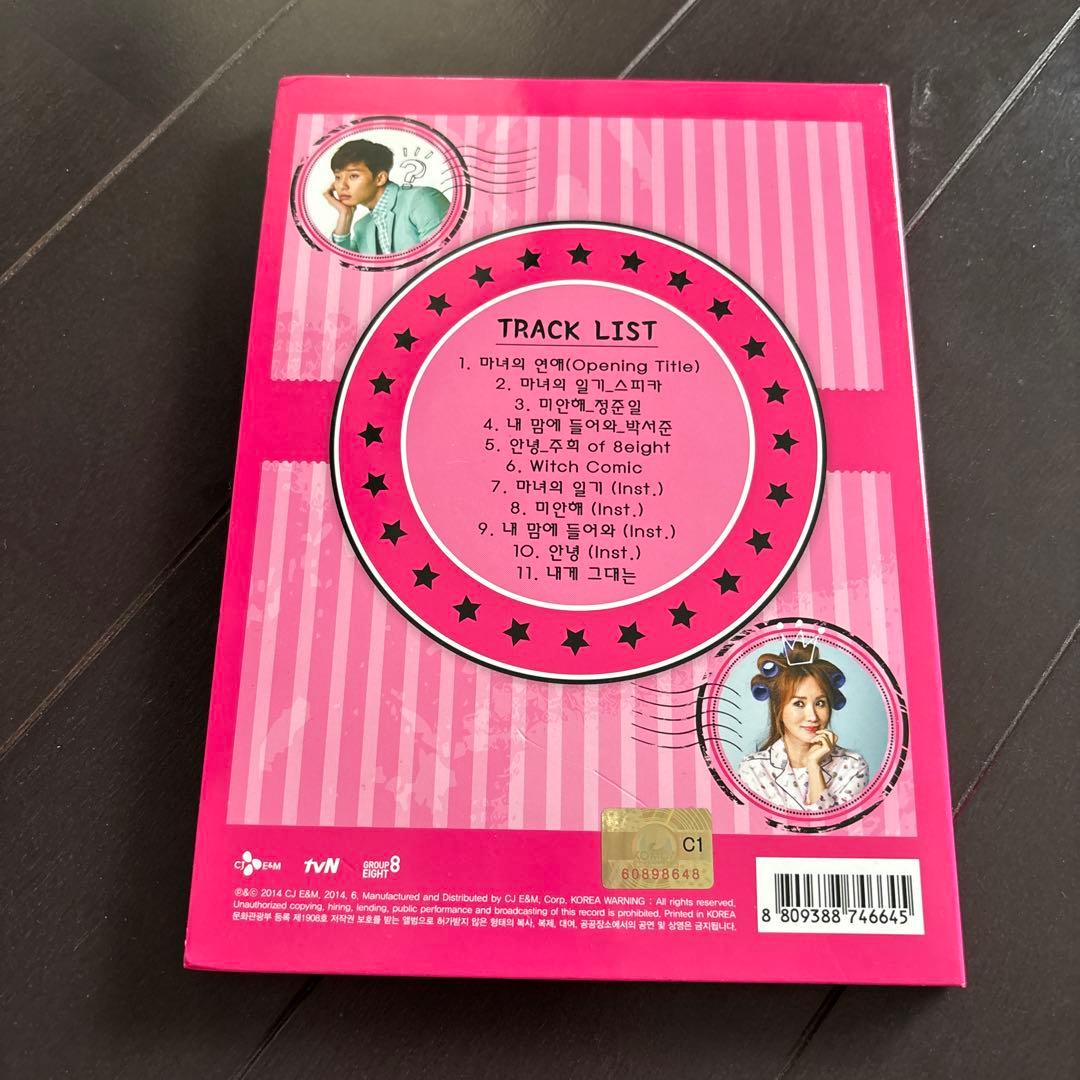 ?
TRACK LIST
1. 마녀의 연애(Opening Title)
2. 마녀의 일기_스피카
3. 미안해_정준일
4. 내 맘에 들어와_박서준
5. 안녕_주희 of 8eight
6. Witch Comic
7. 마녀의 일기 (Inst.)
8. 미안해 (Inst.)
9. 내 맘에 들어와 (Inst.)
10. 안녕 (Inst.)
11. 내게 그대는
C1
60898648
CJ E&M
tvN
GROUP 8
EIGHT
℗&© 2014 CJ E&M, 2014. 6. Manufactured and Distributed by CJ E&M, Corp. KOREA WARNING : All rights reserved.
Unauthorized copying, hiring, lending, public performance and broadcasting of this record is prohibited. Printed in KOREA
문화관광부 등록 제1908호 저작권 보호를 받는 앨범으로 허가받지 않은 형태의 복사, 복제, 대여, 공공장소에서의 공연 및 상영은 금지됩니다.
8 809388 746645